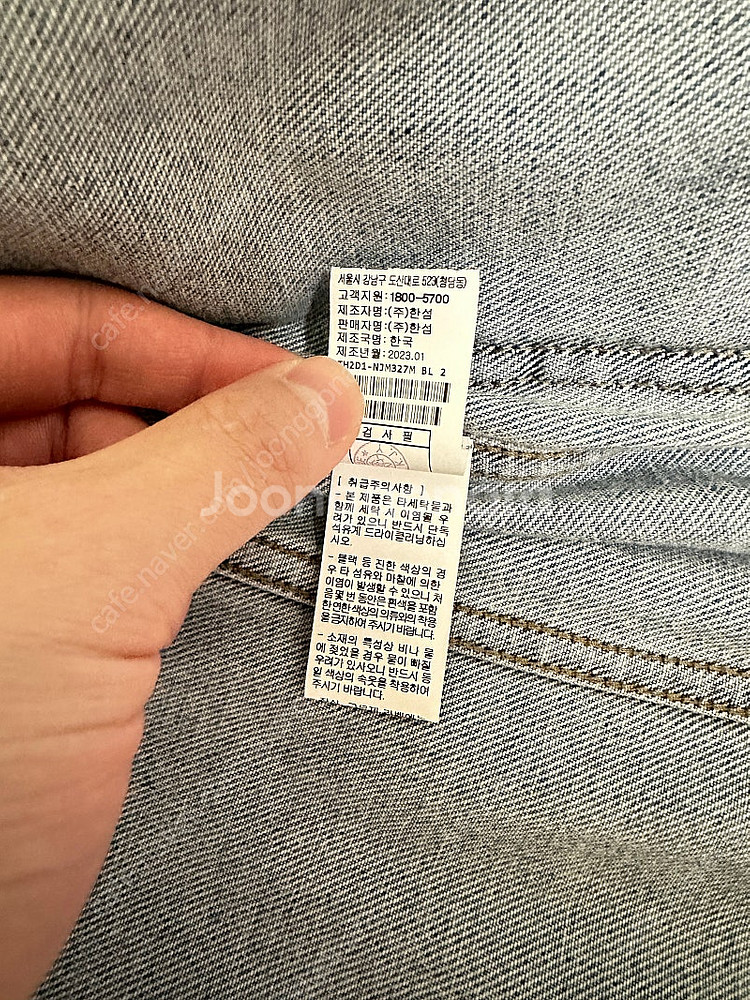 서울시 강남구 도산대로 523(청담동)
고객지원:1800-5700
제조자명:(주)한섬
판매자명:(주)한섬
제조국명:한국
제조년월:2023.01
TH2D1-NJM327M BL 2
검 사 필
[ 취급주의사항 ]
- 본 제품은 타세탁물과
함께 세탁 시 이염될 우
려가 있으니 반드시 단독
석유계 드라이클리닝하십
시오.
- 블랙 등 진한 색상의 경
우 타 섬유와 마찰에 의한
이염이 발생할 수 있으니 처
음 몇 번 동안은 흰색을 포함
한 연한 색상의 의류와의 착용
을 금지하여 주시기 바랍니다.
- 소재의 특성상 비나 물
에 젖었을 경우 물이 빠질
우려가 있사오니 반드시 동
일 색상의 속옷을 착용하여
주시기 바랍니다.
cafe.naver.com/joonggonara